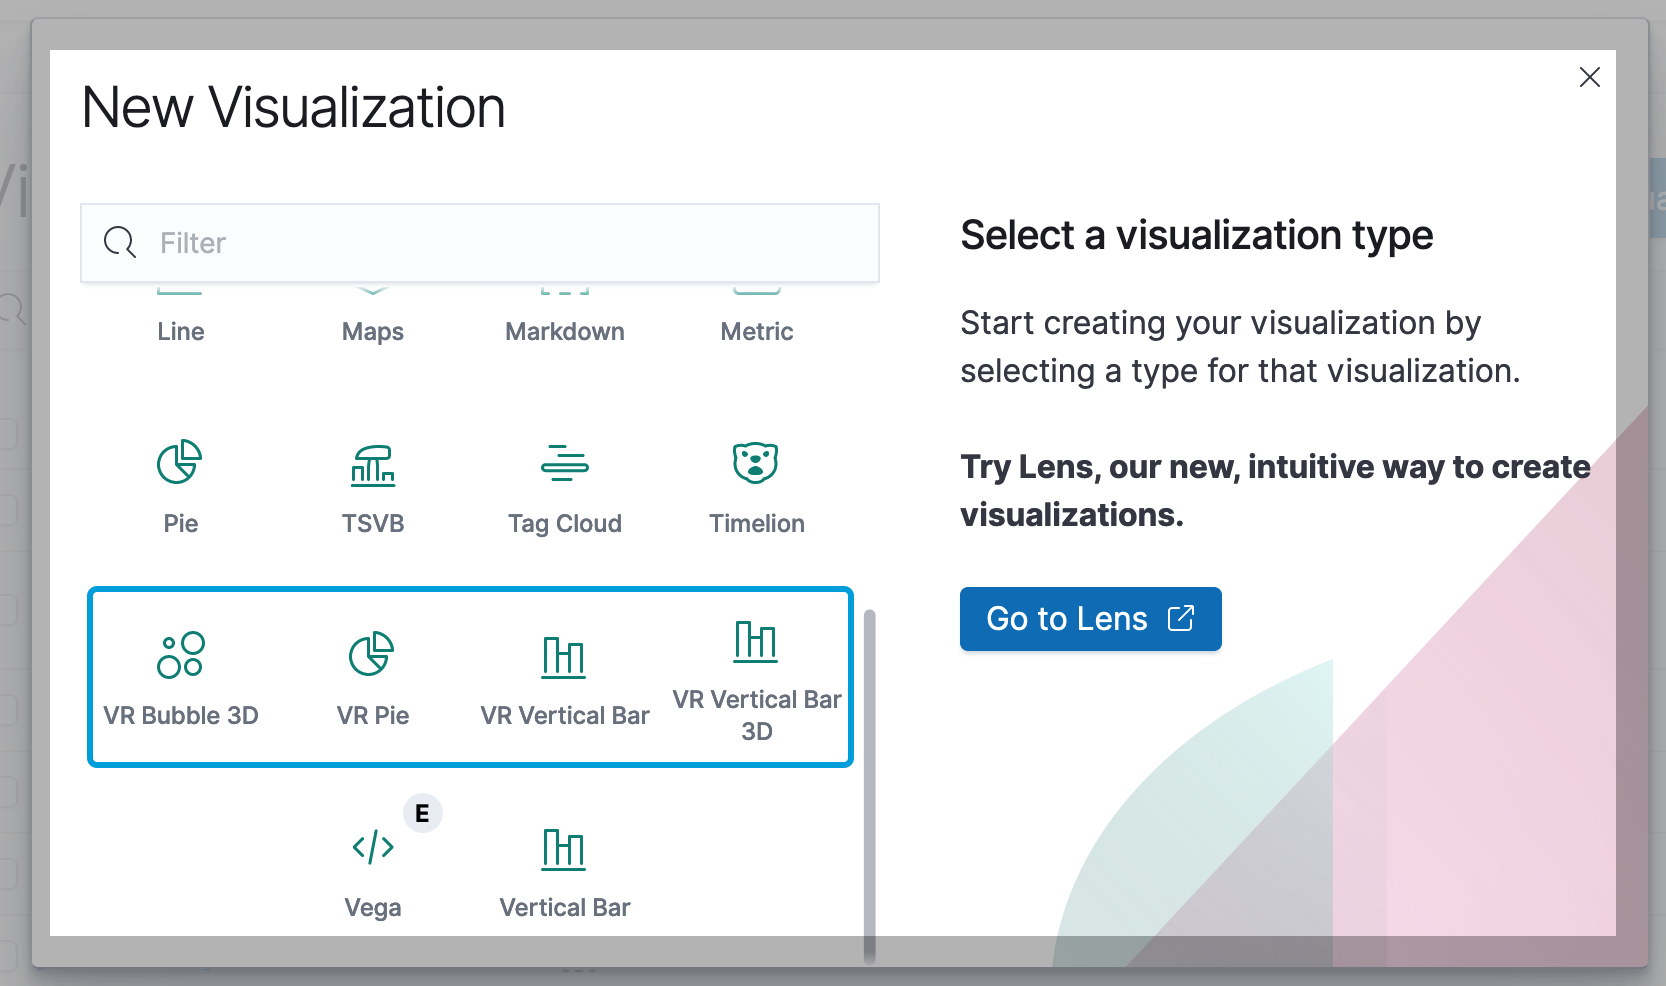 New Visualization
Filter
Line
Maps
Markdown
Metric
Pie
TSVB
Tag Cloud
Timelion
VR Bubble 3D
VR Pie
VR Vertical Bar
VR Vertical Bar
3D
E
Vega
Vertical Bar
Select a visualization type
Start creating your visualization by
selecting a type for that visualization.
Try Lens, our new, intuitive way to create
visualizations.
Go to Lens